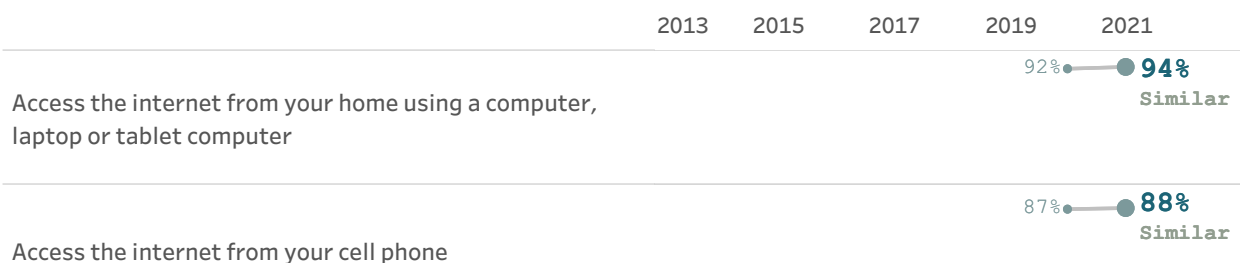 2013 2015 2017 2019 2021
92% 94%
Similar
Access the internet from your home using a computer,
laptop or tablet computer
87% 88%
Similar
Access the internet from your cell phone